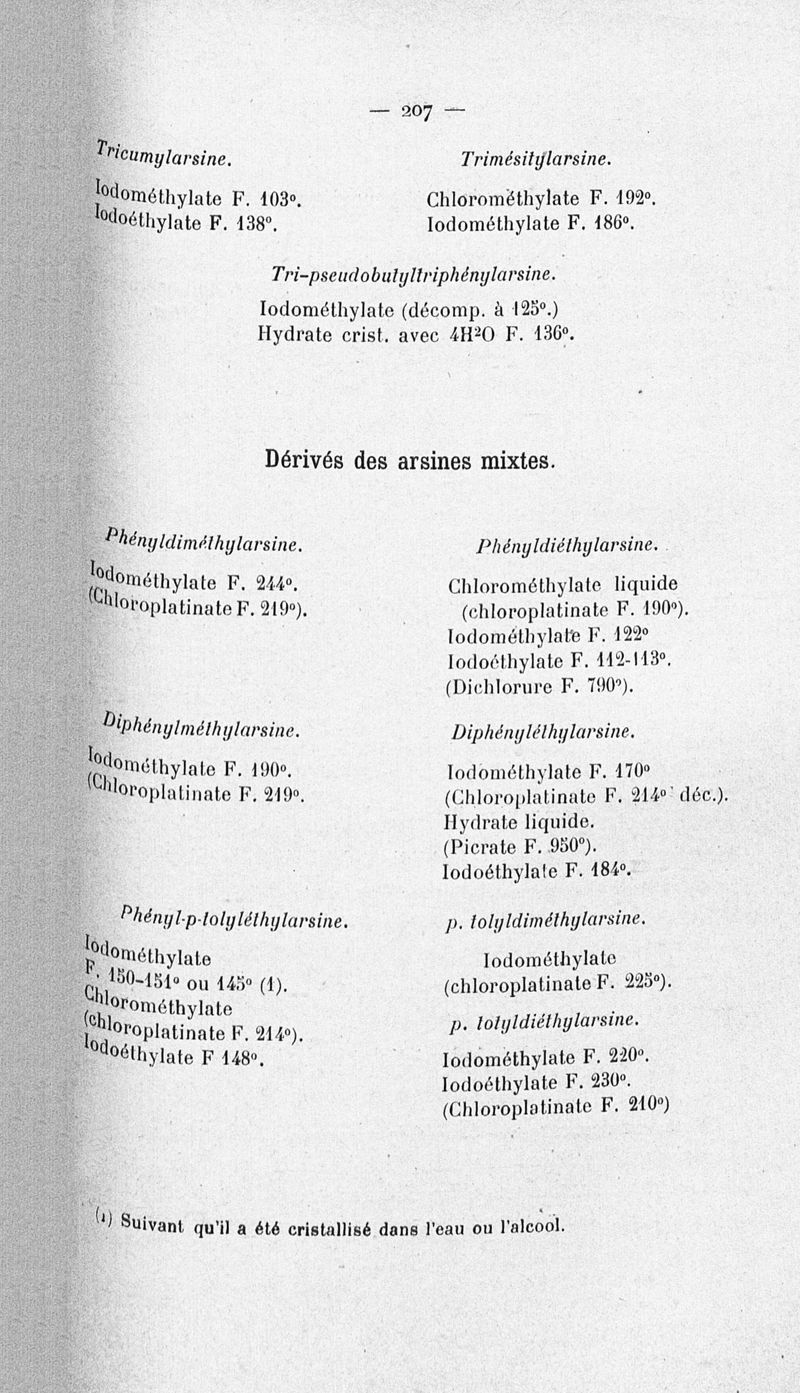 — 207 —
Tricumylarsine.
Iodométhylate F. 103°.
Iodoéthylate F. 138°.
Trimésitylarsine.
Chlorométhylate F. 192°.
Iodométhylate F. 186°.
Tri-pseudobutyltriphénylarsine.
Iodométhylate (décomp. à 125°.)
Hydrate crist. avec 4H²O F. 136°.
Dérivés des arsines mixtes.
Phényldiméthylarsine.
Iodométhylate F. 244°.
(Chloroplatinate F. 219°).
Phényldiéthylarsine.
Chlorométhylate liquide
(chloroplatinate F. 190°).
Iodométhylate F. 122°
Iodoéthylate F. 112-113°.
(Dichlorure F. 790°).
Diphénylméthylarsine.
Iodométhylate F. 190°.
(Chloroplatinate F. 219°.
Diphényléthylarsine.
Iodométhylate F. 170°
(Chloroplatinate F. 214° déc.).
Hydrate liquide.
(Picrate F. 950°).
Iodoéthylate F. 184°.
Phényl-p-tolyléthylarsine.
Iodométhylate
F. 150-151° ou 145° (1).
Chlorométhylate
(chloroplatinate F. 214°).
Iodoéthylate F 148°.
p. tolyldiméthylarsine.
Iodométhylate
(chloroplatinate F. 225°).
p. tolyldiéthylarsine.
Iodométhylate F. 220°.
Iodoéthylate F. 230°.
(Chloroplatinate F. 210°)
(1) Suivant qu'il a été cristallisé dans l'eau ou l'alcool.